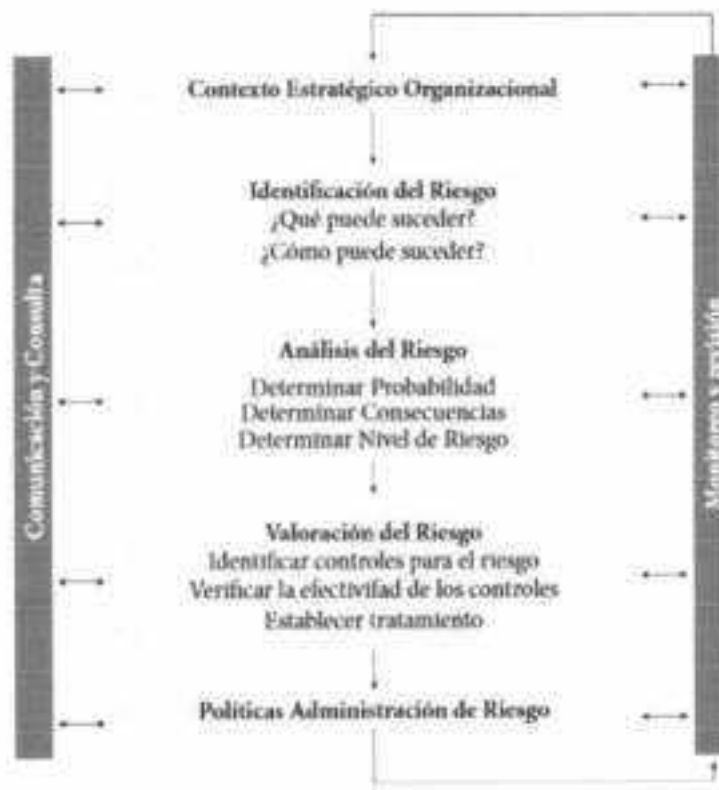 Contexto Estratégico Organizacional
Identificación del Riesgo
¿Qué puede suceder?
¿Cómo puede suceder?
Análisis del Riesgo
Determinar Probabilidad
Determinar Consecuencias
Determinar Nivel de Riesgo
Valoración del Riesgo
Identificar controles para el riesgo
Verificar la efectivifad de los controles
Establecer tratamiento
Políticas Administración de Riesgo
Comunicación y Consulta
Monitoreo y revisión